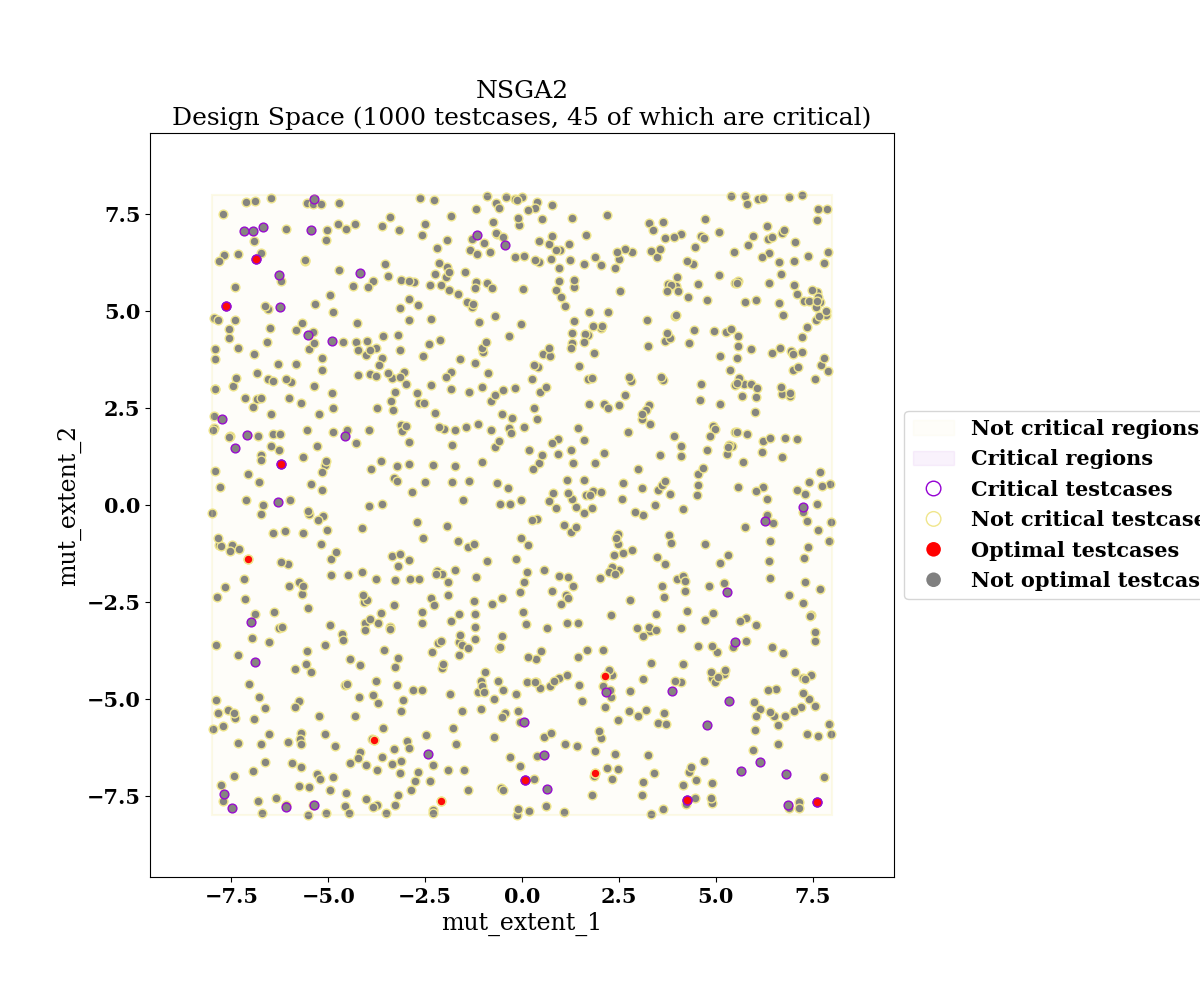 NSGA2
Design Space (1000 testcases, 45 of which are critical)
7.5
5.0
2.5
0.0
−2.5
−5.0
−7.5
mut_extent_2
−7.5 −5.0 −2.5 0.0 2.5 5.0 7.5
mut_extent_1
Not critical regions
Critical regions
Critical testcases
Not critical testcase
Optimal testcases
Not optimal testcas